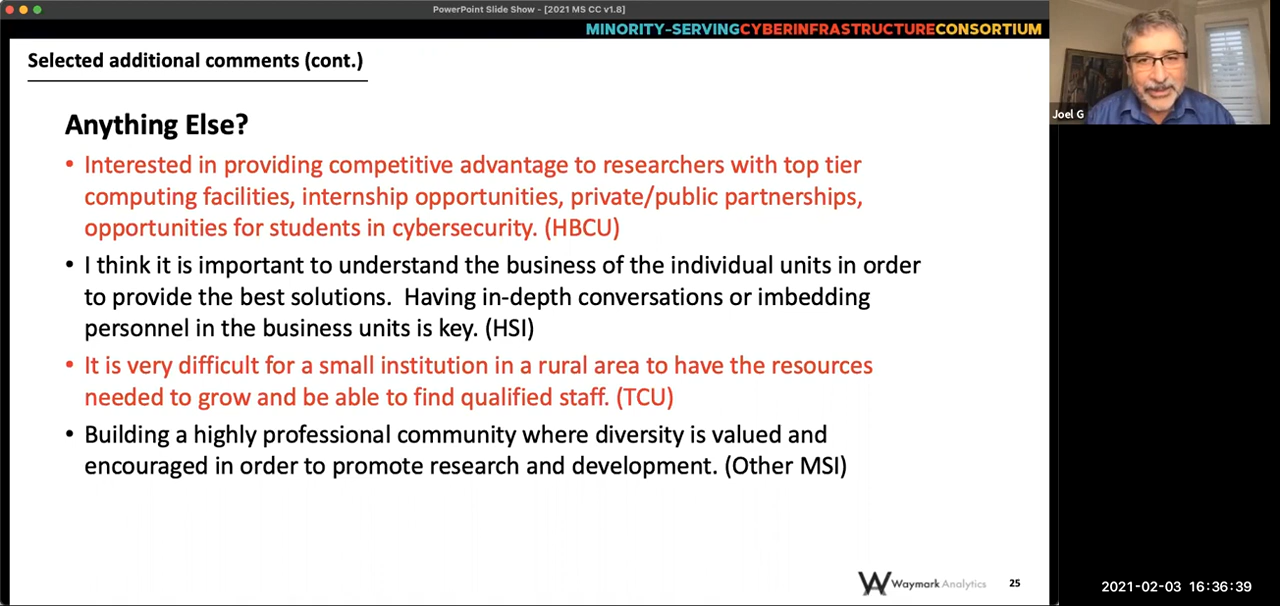 PowerPoint Slide Show - [2021 MS CC v1.8]
MINORITY-SERVINGCYBERINFRASTRUCTURECONSORTIUM
Selected additional comments (cont.)
Joel G
Anything Else?
• Interested in providing competitive advantage to researchers with top tier
computing facilities, internship opportunities, private/public partnerships,
opportunities for students in cybersecurity. (HBCU)
• I think it is important to understand the business of the individual units in order
to provide the best solutions.  Having in-depth conversations or imbedding
personnel in the business units is key. (HSI)
• It is very difficult for a small institution in a rural area to have the resources
needed to grow and be able to find qualified staff. (TCU)
• Building a highly professional community where diversity is valued and
encouraged in order to promote research and development. (Other MSI)
Waymark Analytics
25
2021-02-03 16:36:39